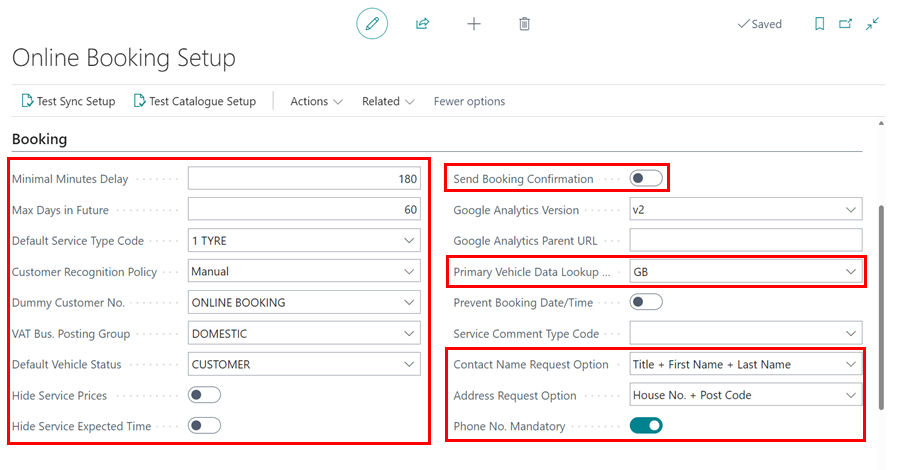 Saved
Online Booking Setup
Test Sync Setup Test Catalogue Setup Actions Related Fewer options
Booking
Minimal Minutes Delay 180
Max Days in Future 60
Default Service Type Code 1 TYRE
Customer Recognition Policy Manual
Dummy Customer No. ONLINE BOOKING
VAT Bus. Posting Group DOMESTIC
Default Vehicle Status CUSTOMER
Hide Service Prices
Hide Service Expected Time
Send Booking Confirmation
Google Analytics Version v2
Google Analytics Parent URL
Primary Vehicle Data Lookup ... GB
Prevent Booking Date/Time
Service Comment Type Code
Contact Name Request Option Title + First Name + Last Name
Address Request Option House No. + Post Code
Phone No. Mandatory